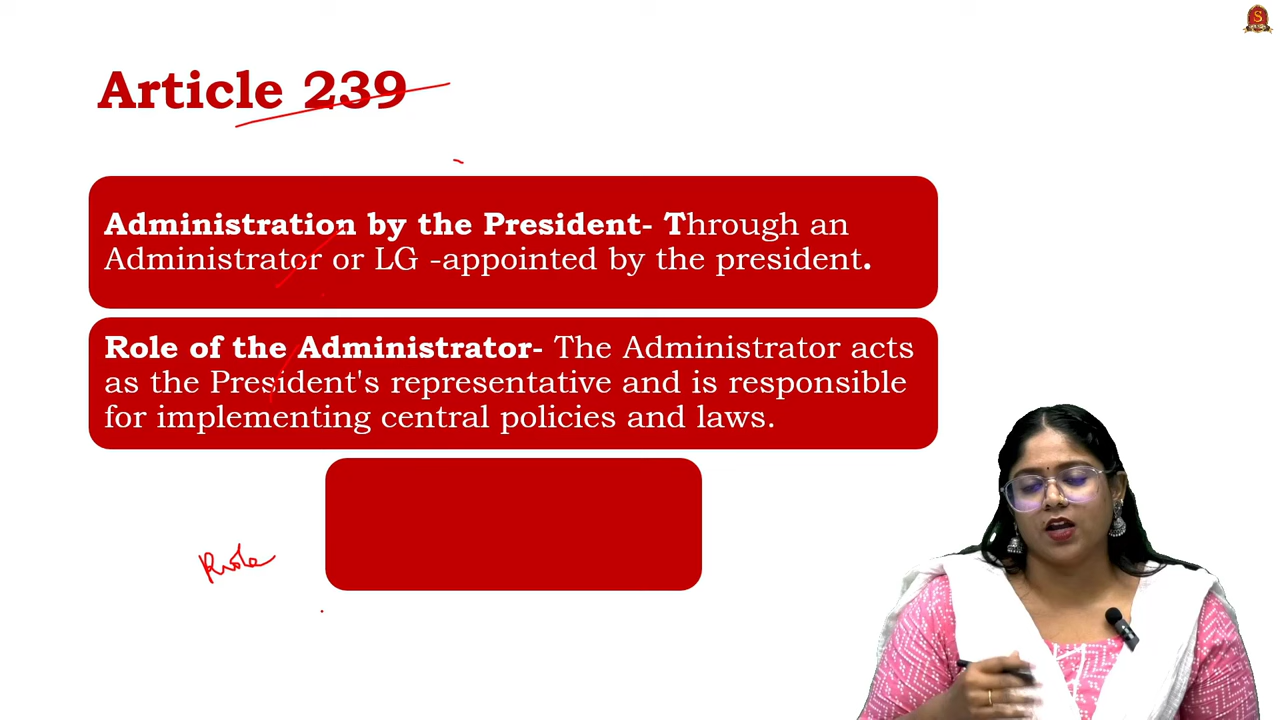 Article 239
Administration by the President- Through an
Administrator or LG -appointed by the president.
Role of the Administrator- The Administrator acts
as the President's representative and is responsible
for implementing central policies and laws.
S